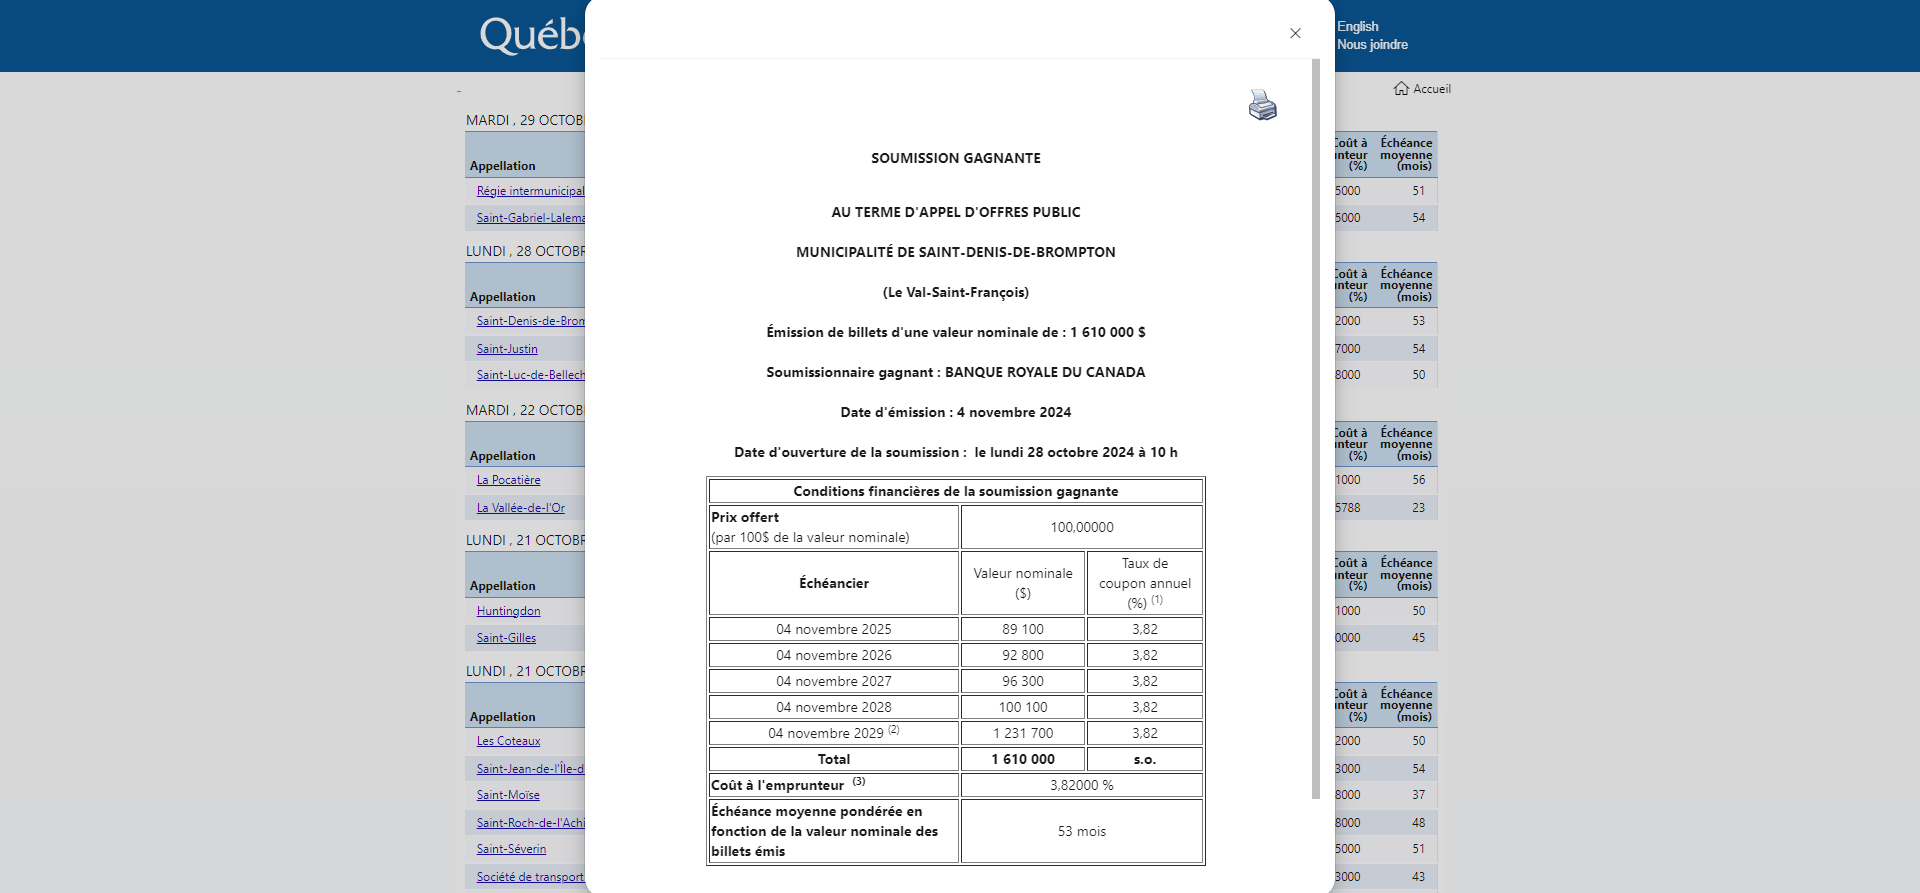 Québ
English
Nous joindre
Accueil
SOUMISSION GAGNANTE
AU TERME D'APPEL D'OFFRES PUBLIC
MUNICIPALITÉ DE SAINT-DENIS-DE-BROMPTON
(Le Val-Saint-François)
Émission de billets d'une valeur nominale de : 1 610 000 $
Soumissionnaire gagnant : BANQUE ROYALE DU CANADA
Date d'émission : 4 novembre 2024
Date d'ouverture de la soumission : le lundi 28 octobre 2024 à 10 h
Conditions financières de la soumission gagnante
Prix offert
(par 100$ de la valeur nominale) 100,00000
Échéancier Valeur nominale ($) Taux de coupon annuel (%) (1)
04 novembre 2025 89 100 3,82
04 novembre 2026 92 800 3,82
04 novembre 2027 96 300 3,82
04 novembre 2028 100 100 3,82
04 novembre 2029 (2) 1 231 700 3,82
Total 1 610 000 s.o.
Coût à l'emprunteur (3) 3,82000 %
Échéance moyenne pondérée en
fonction de la valeur nominale des
billets émis 53 mois
MARDI , 29 OCTOB
Appellation Coût à nteur (%) Échéance moyenne (mois)
Régie intermunicipal 5000 51
Saint-Gabriel-Lalema 5000 54
LUNDI , 28 OCTOBR
Appellation Coût à nteur (%) Échéance moyenne (mois)
Saint-Denis-de-Brom 2000 53
Saint-Justin 7000 54
Saint-Luc-de-Bellech 8000 50
MARDI , 22 OCTOB
Appellation Coût à nteur (%) Échéance moyenne (mois)
La Pocatière 1000 56
La Vallée-de-l'Or 5788 23
LUNDI , 21 OCTOBR
Appellation Coût à nteur (%) Échéance moyenne (mois)
Huntingdon 1000 50
Saint-Gilles 0000 45
LUNDI , 21 OCTOBR
Appellation Coût à nteur (%) Échéance moyenne (mois)
Les Coteaux 2000 50
Saint-Jean-de-l'Île-d 3000 54
Saint-Moïse 8000 37
Saint-Roch-de-l'Achi 8000 48
Saint-Séverin 5000 51
Société de transport 3000 43